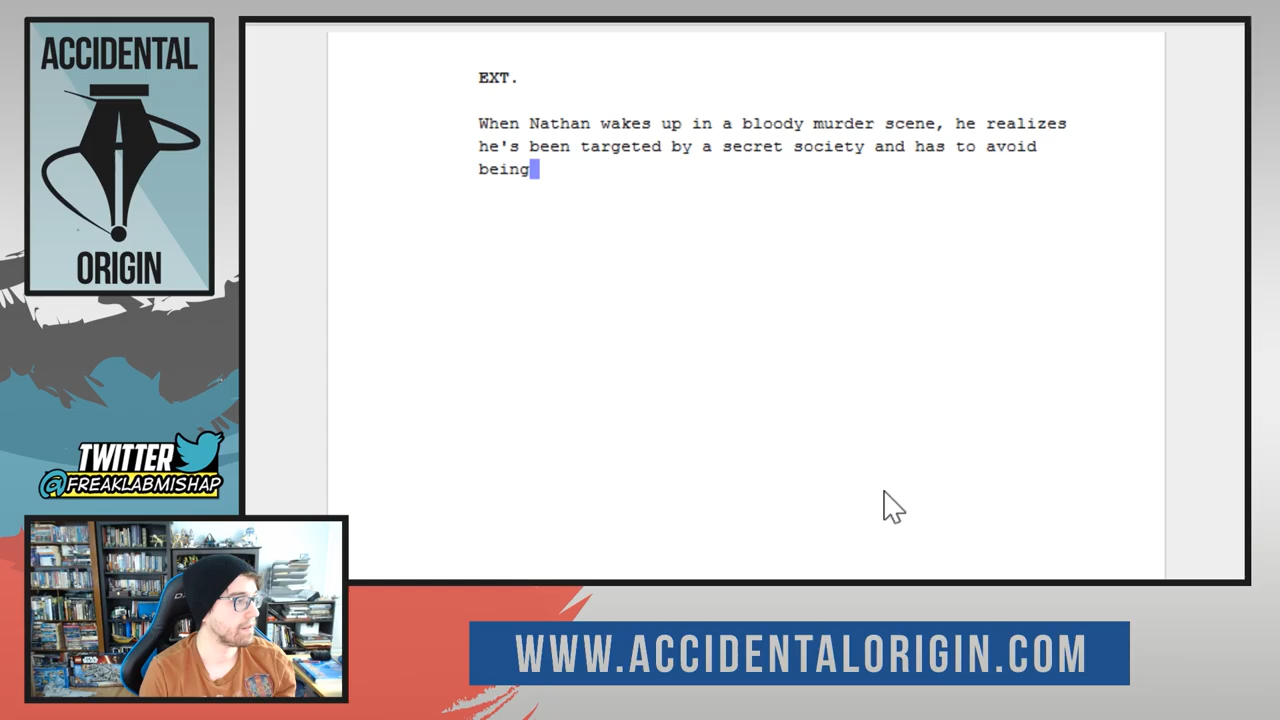 ACCIDENTAL
ORIGIN
EXT.
When Nathan wakes up in a bloody murder scene, he realizes
he's been targeted by a secret society and has to avoid
being
TWITTER
@FREAKLABMISHAP
WWW.ACCIDENTALORIGIN.COM